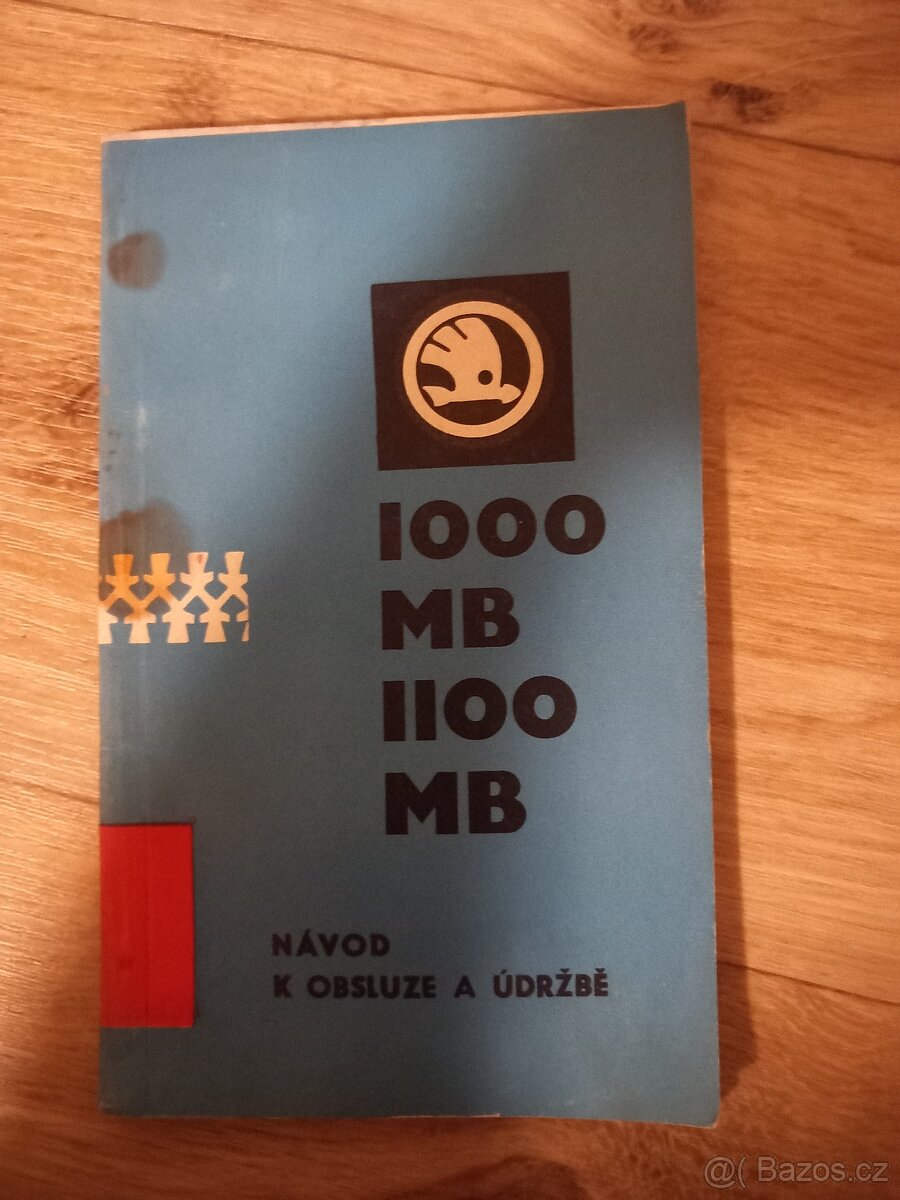 1000
MB
1100
MB
NÁVOD
K OBSLUZE A ÚDRŽBĚ
@( Bazos.cz